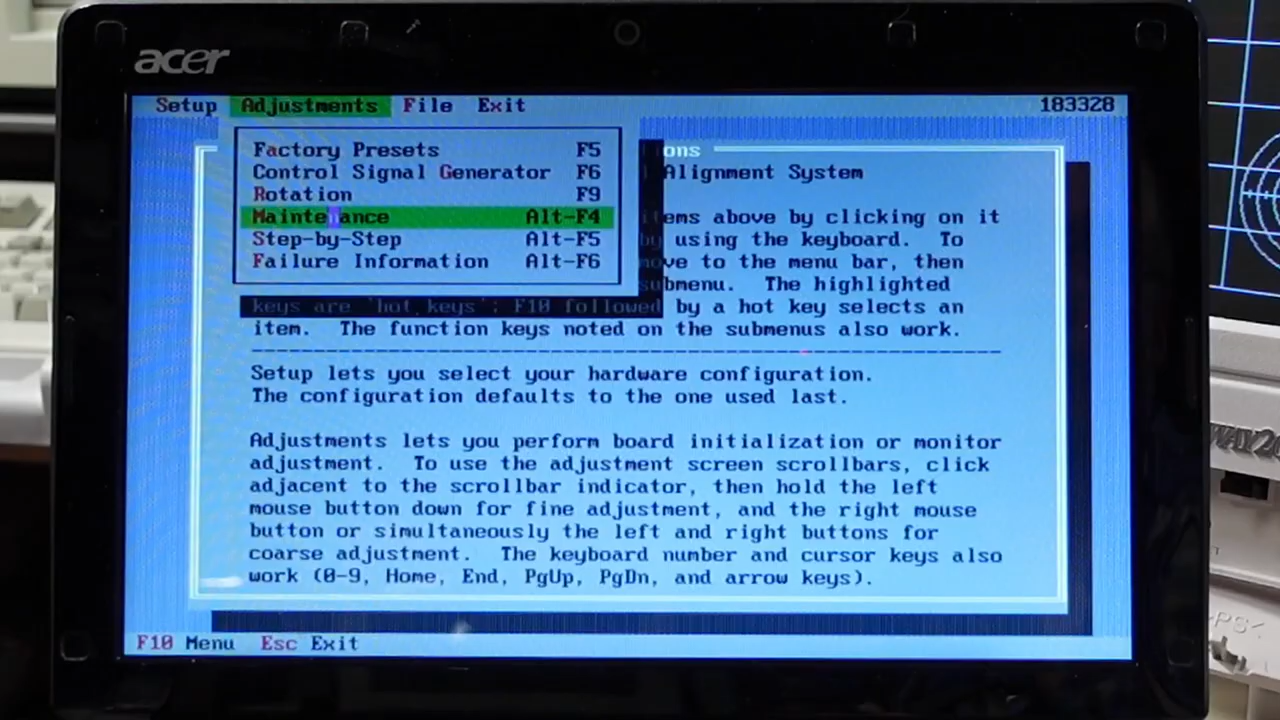 acer
Setup Adjustments File Exit 183328
Factory Presets F5
Control Signal Generator F6
Rotation F9
Maintenance Alt-F4
Step-by-Step Alt-F5
Failure Information Alt-F6
ons
Alignment System
items above by clicking on it
by using the keyboard. To
move to the menu bar, then
submenu. The highlighted
keys are 'hot keys'; F10 followed by a hot key selects an
item. The function keys noted on the submenus also work.
Setup lets you select your hardware configuration.
The configuration defaults to the one used last.
Adjustments lets you perform board initialization or monitor
adjustment. To use the adjustment screen scrollbars, click
adjacent to the scrollbar indicator, then hold the left
mouse button down for fine adjustment, and the right mouse
button or simultaneously the left and right buttons for
coarse adjustment. The keyboard number and cursor keys also
work (0-9, Home, End, PgUp, PgDn, and arrow keys).
F10 Menu Esc Exit